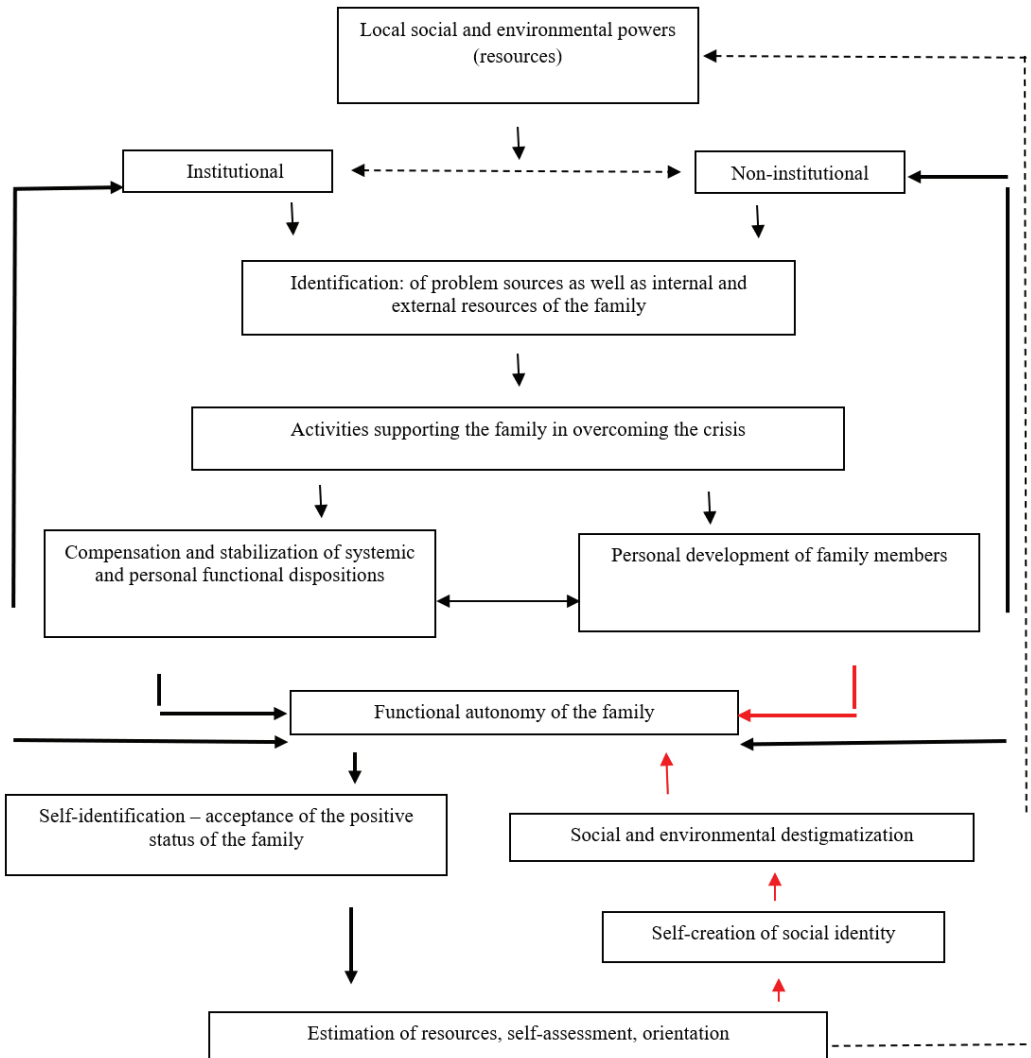 Local social and environmental powers
(resources)
Institutional
Non-institutional
Identification: of problem sources as well as internal and
external resources of the family
Activities supporting the family in overcoming the crisis
Compensation and stabilization of systemic
and personal functional dispositions
Personal development of family members
Functional autonomy of the family
Self-identification – acceptance of the positive
status of the family
Social and environmental destigmatization
Self-creation of social identity
Estimation of resources, self-assessment, orientation